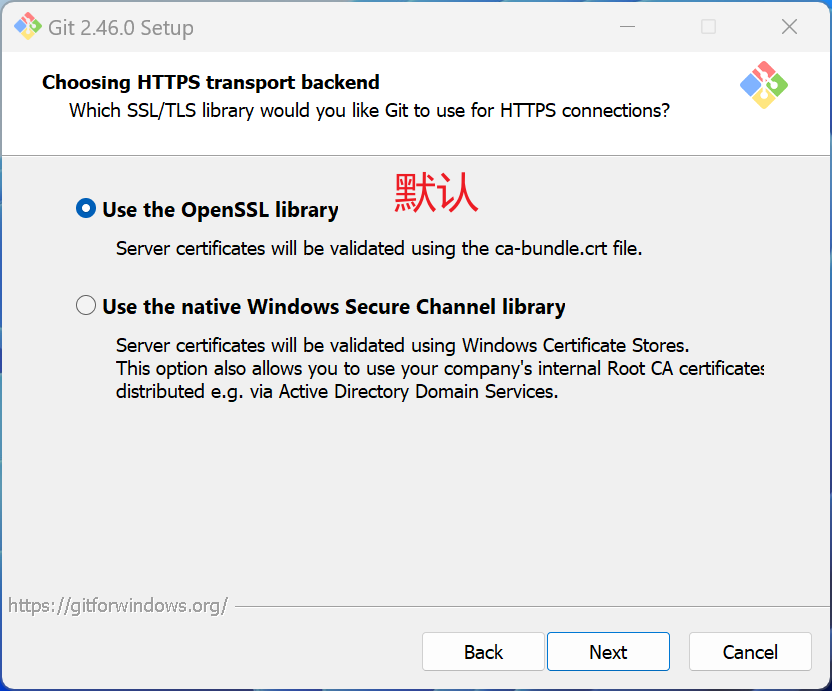 Git 2.46.0 Setup
Choosing HTTPS transport backend
Which SSL/TLS library would you like Git to use for HTTPS connections?
默认
Use the OpenSSL library
Server certificates will be validated using the ca-bundle.crt file.
Use the native Windows Secure Channel library
Server certificates will be validated using Windows Certificate Stores.
This option also allows you to use your company's internal Root CA certificates
distributed e.g. via Active Directory Domain Services.
https://gitforwindows.org/
Back Next Cancel